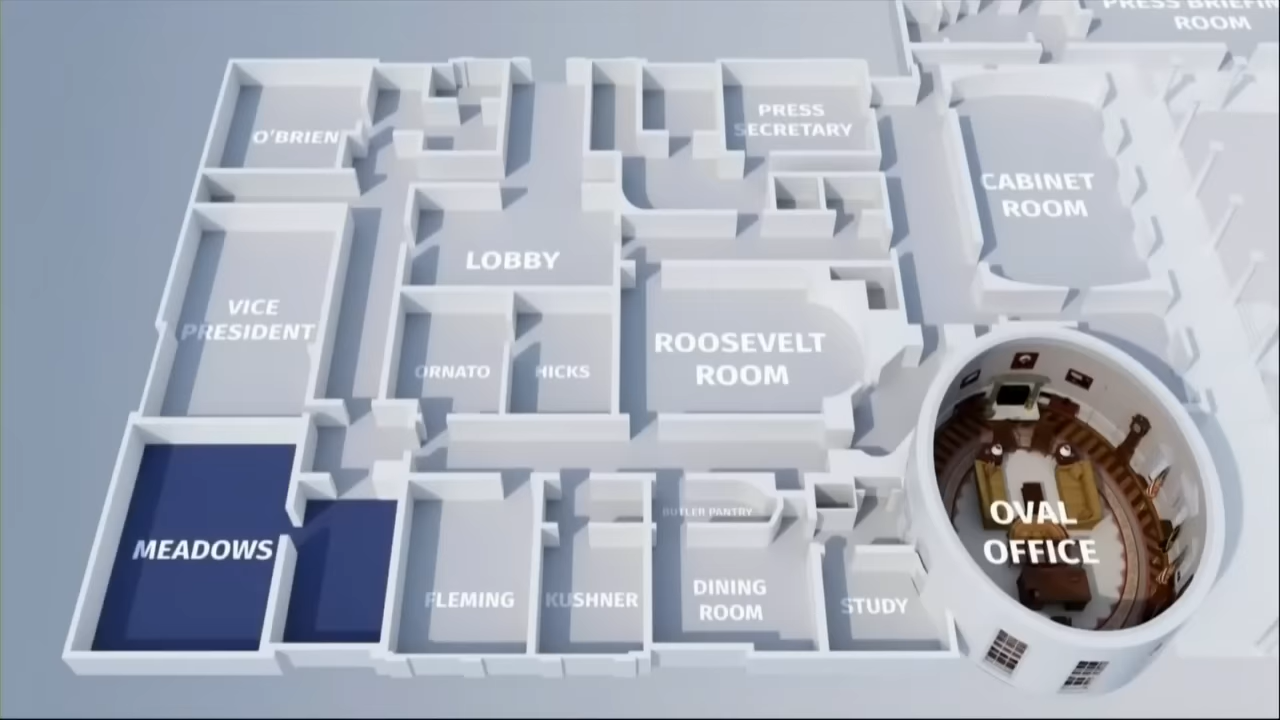 PRESS BRIEFIN
ROOM
O'BRIEN
PRESS
SECRETARY
CABINET
ROOM
LOBBY
VICE
PRESIDENT
ROOSEVELT
ROOM
ORNATO
HICKS
MEADOWS
BUTLER PANTRY
OVAL
OFFICE
FLEMING
KUSHNER
DINING
ROOM
STUDY